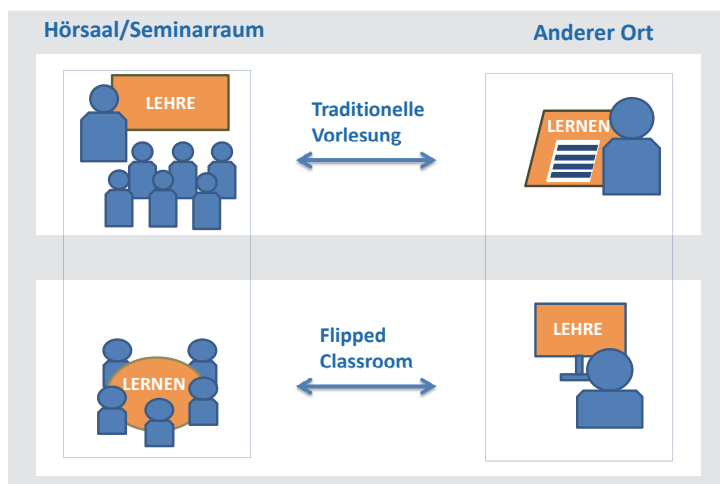 Hörsaal/Seminarraum
Anderer Ort
LEHRE
Traditionelle
Vorlesung
LERNEN
LERNEN
Flipped
Classroom
LEHRE